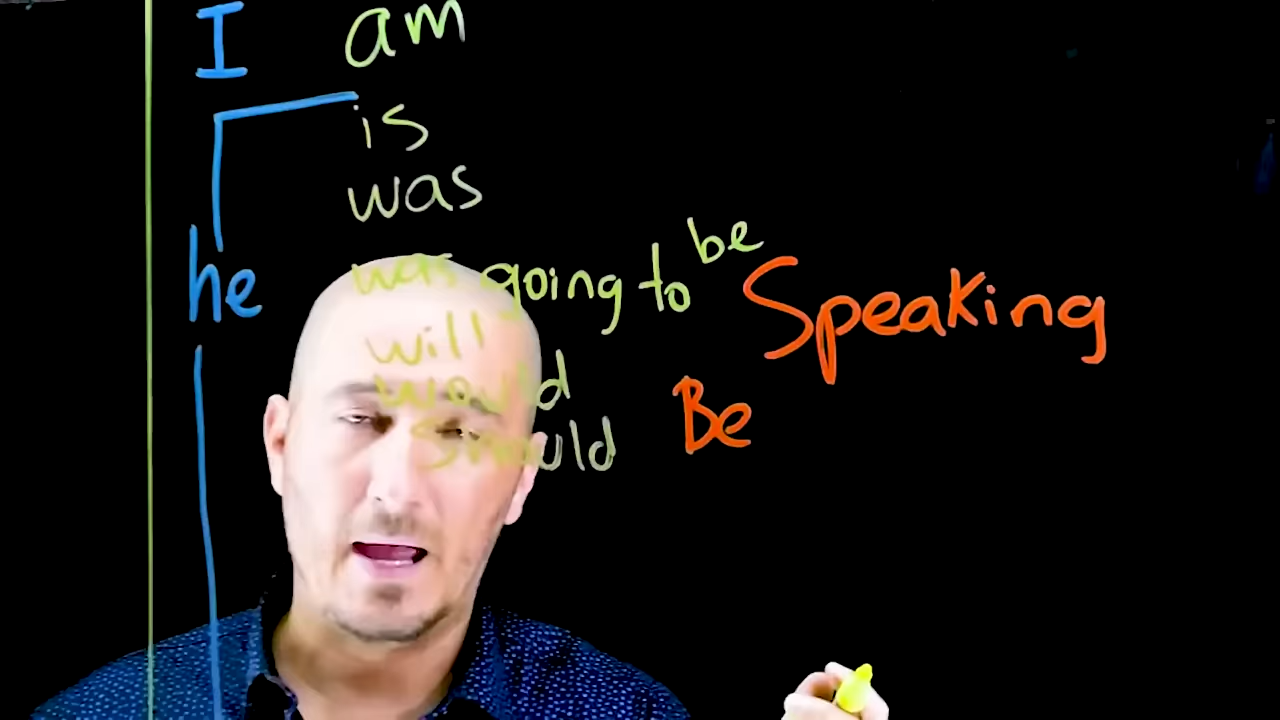 I am
is
was
he was going to be Speaking
will
would
should Be